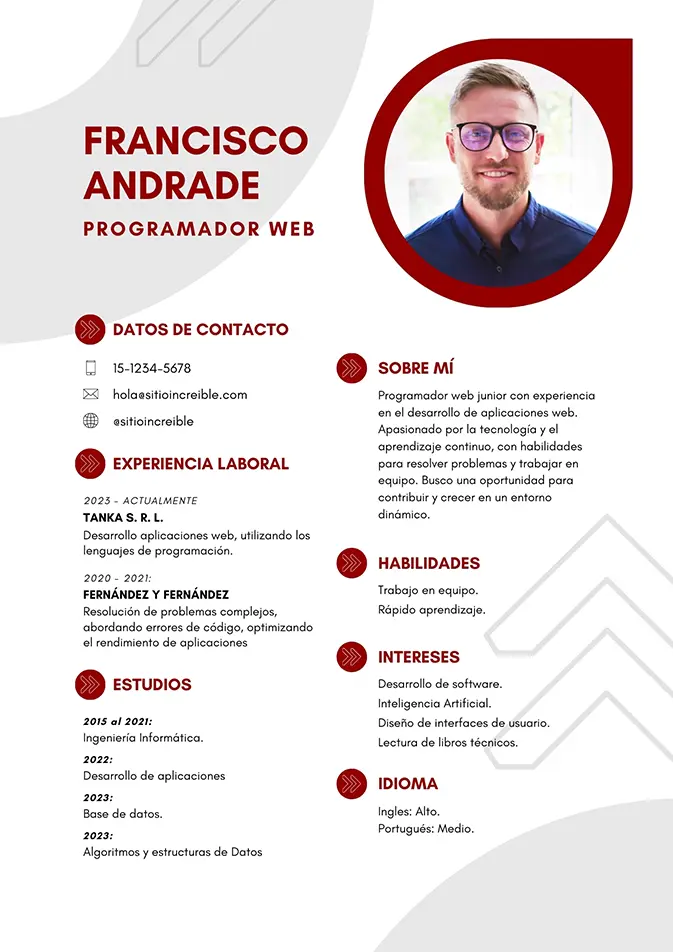 FRANCISCO
ANDRADE
PROGRAMADOR WEB
DATOS DE CONTACTO
15-1234-5678
hola@sitioincreible.com
@sitioincreible
EXPERIENCIA LABORAL
2023 - ACTUALMENTE
TANKA S. R. L.
Desarrollo aplicaciones web, utilizando los
lenguajes de programación.
2020 - 2021:
FERNÁNDEZ Y FERNÁNDEZ
Resolución de problemas complejos,
abordando errores de código, optimizando
el rendimiento de aplicaciones
ESTUDIOS
2015 al 2021:
Ingeniería Informática.
2022:
Desarrollo de aplicaciones
2023:
Base de datos.
2023:
Algoritmos y estructuras de Datos
SOBRE MÍ
Programador web junior con experiencia
en el desarrollo de aplicaciones web.
Apasionado por la tecnología y el
aprendizaje continuo, con habilidades
para resolver problemas y trabajar en
equipo. Busco una oportunidad para
contribuir y crecer en un entorno
dinámico.
HABILIDADES
Trabajo en equipo.
Rápido aprendizaje.
INTERESES
Desarrollo de software.
Inteligencia Artificial.
Diseño de interfaces de usuario.
Lectura de libros técnicos.
IDIOMA
Ingles: Alto.
Portugués: Medio.